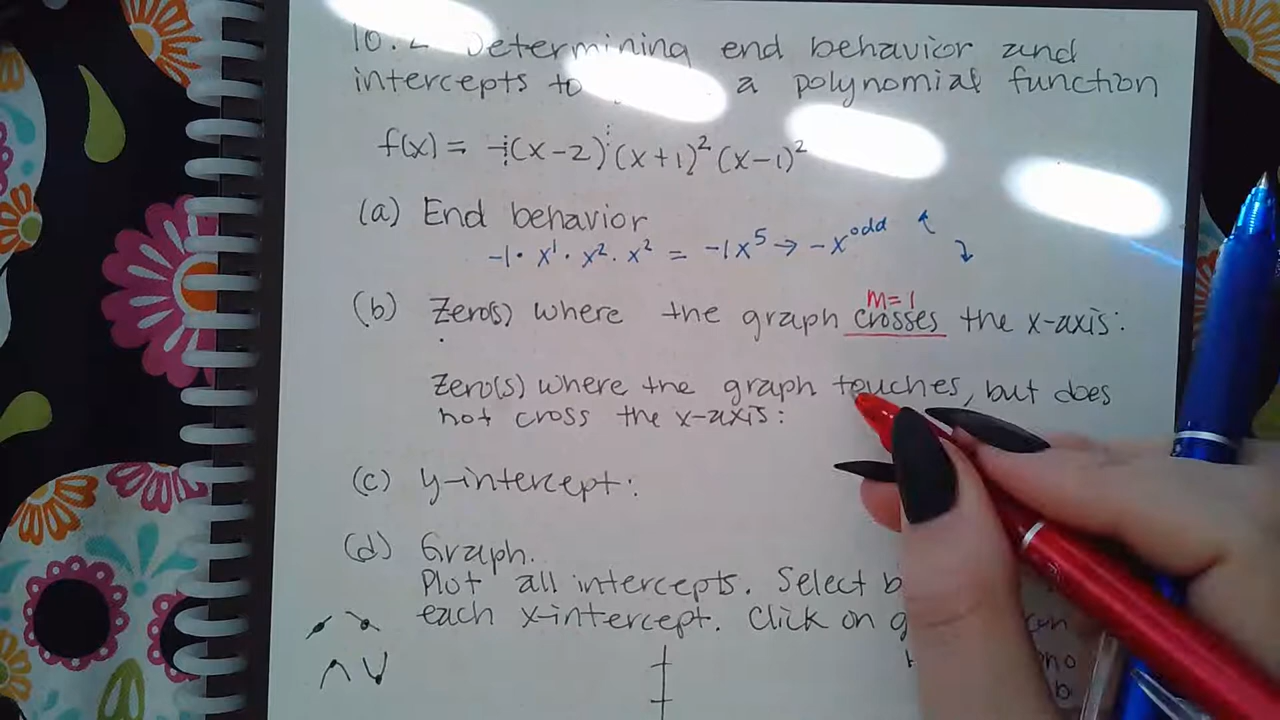 10.2 Determining end behavior and
intercepts to a polynomial function
f(x) = -1(x-2)¹(x+1)²(x-1)²
(a) End behavior
-1 · x¹ · x² · x² = -1x⁵ → -x^odd
m=1
(b) Zero(s) where the graph crosses the x-axis:
Zero(s) where the graph touches, but does
not cross the x-axis:
(c) y-intercept:
(d) Graph.
Plot all intercepts. Select
each x-intercept. Click on